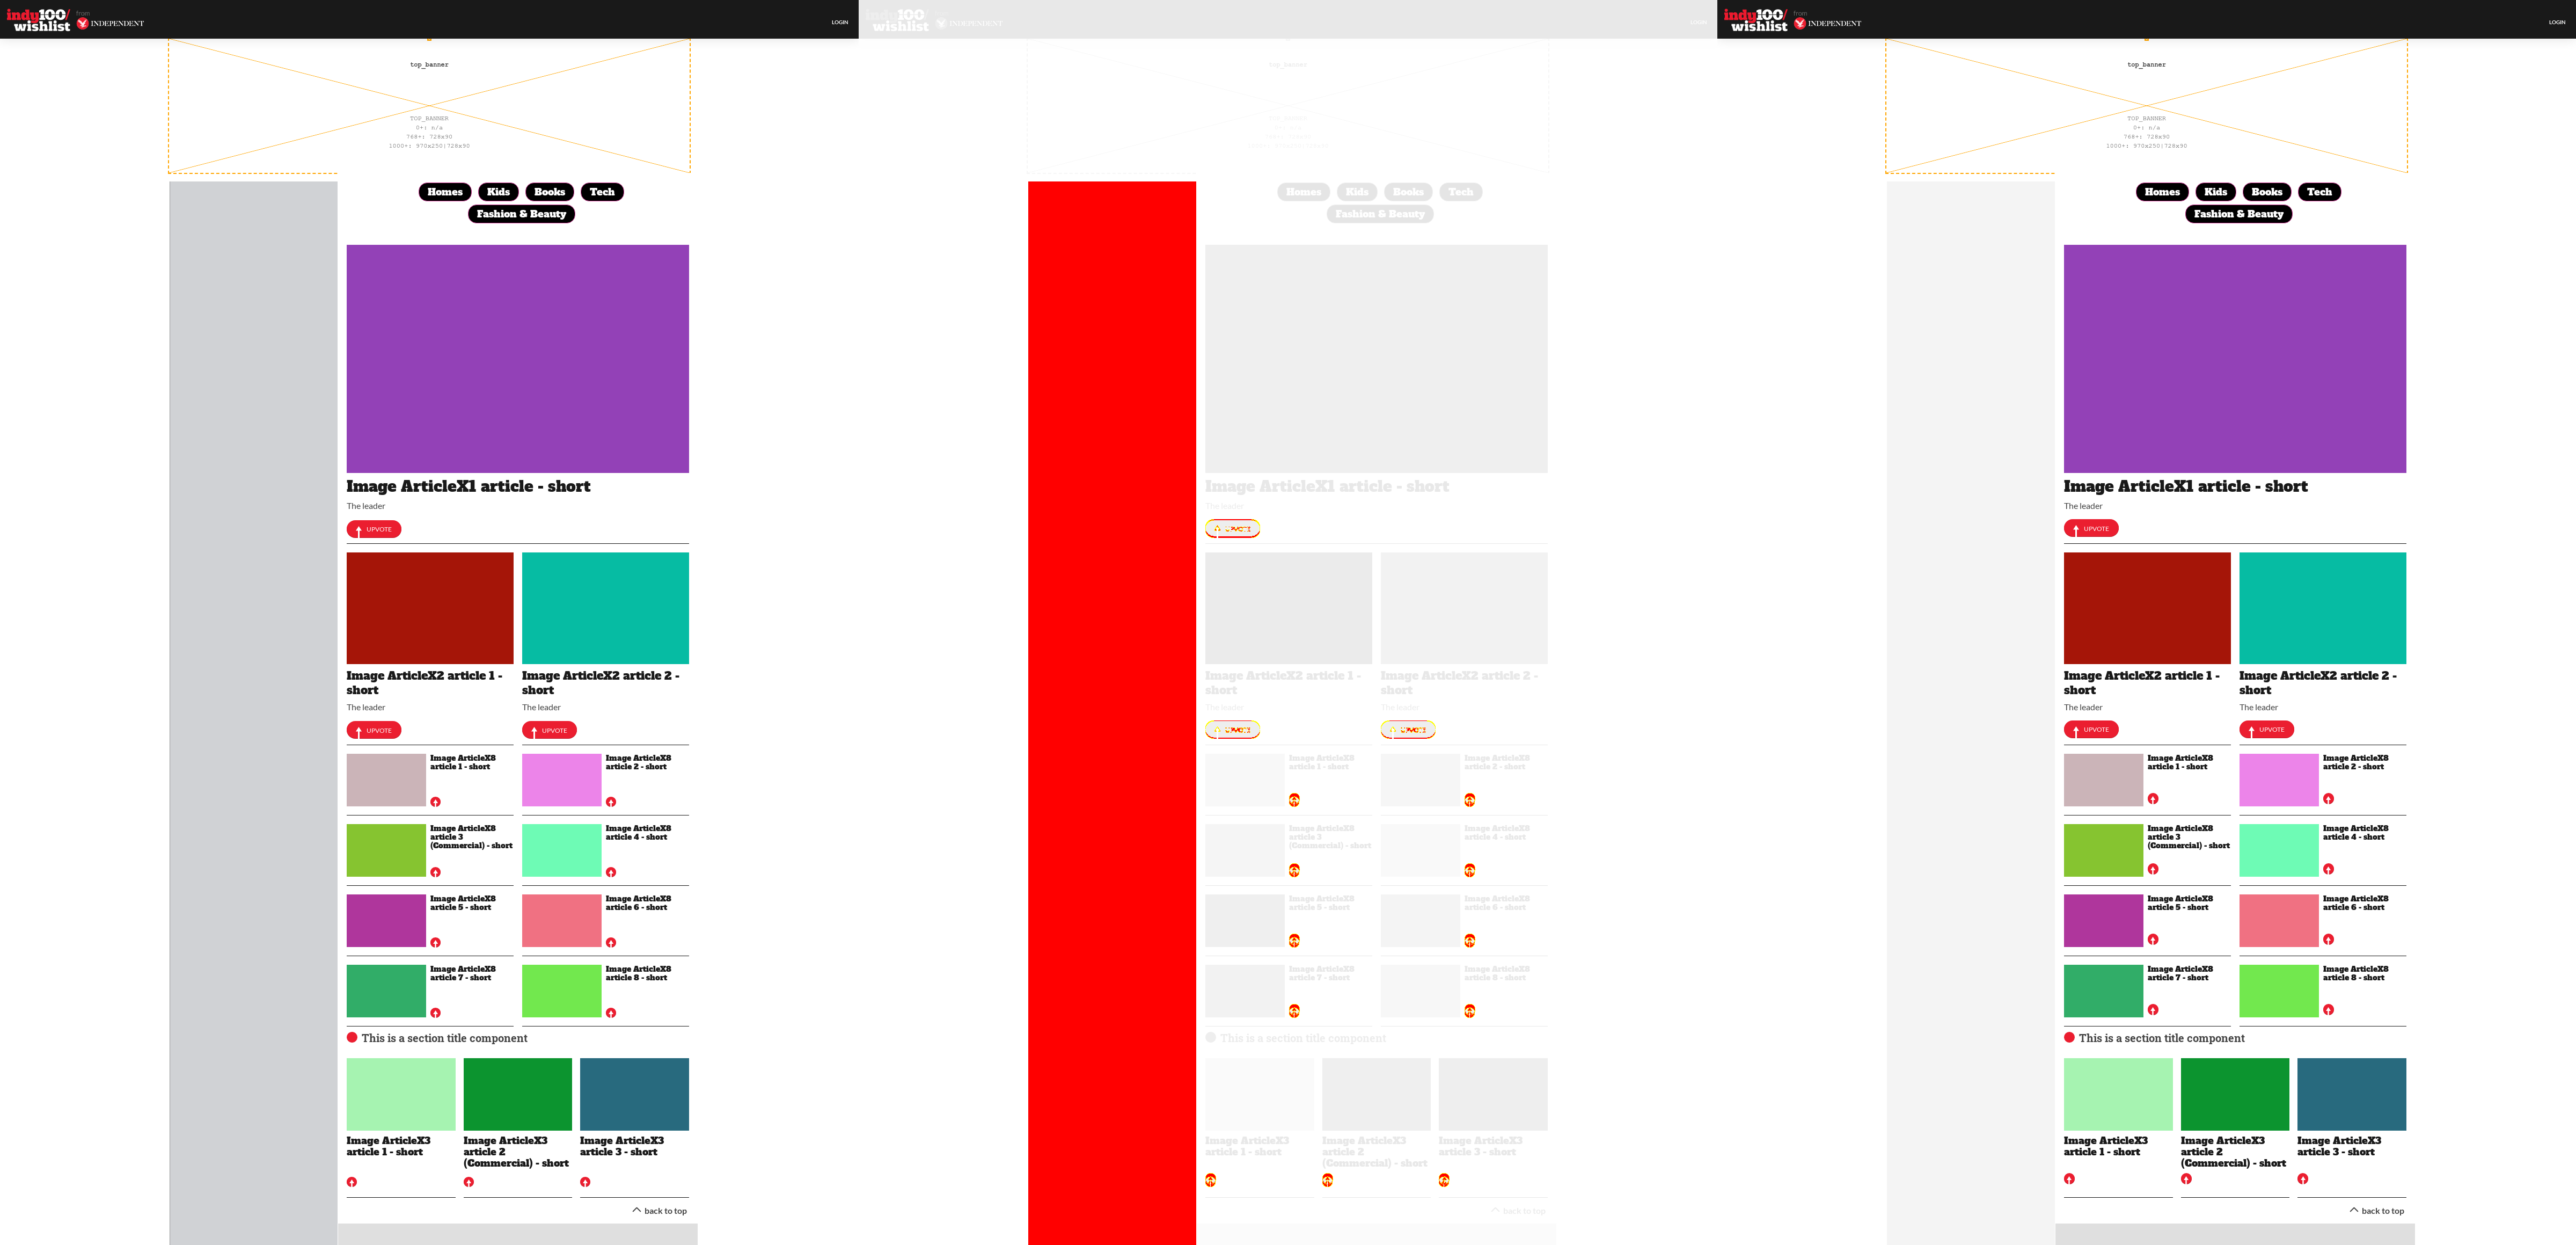 indy100/
wishlist
from
INDEPENDENT
LOGIN
top_banner
TOP_BANNER
0+: n/a
768+: 728x90
1000+: 970x250|728x90
Homes Kids Books Tech
Fashion & Beauty
Image ArticleX1 article - short
The leader
UPVOTE
Image ArticleX2 article 1 -
short
The leader
UPVOTE
Image ArticleX2 article 2 -
short
The leader
UPVOTE
Image ArticleX8
article 1 - short
Image ArticleX8
article 2 - short
Image ArticleX8
article 3
(Commercial) - short
Image ArticleX8
article 4 - short
Image ArticleX8
article 5 - short
Image ArticleX8
article 6 - short
Image ArticleX8
article 7 - short
Image ArticleX8
article 8 - short
This is a section title component
Image ArticleX3
article 1 - short
Image ArticleX3
article 2
(Commercial) - short
Image ArticleX3
article 3 - short
back to top
indy100/
wishlist
INDEPENDENT
LOGIN
top_banner
TOP_BANNER
Homes Kids Books Tech
Fashion & Beauty
Image ArticleX1 article - short
The leader
UPVOTE
Image ArticleX2 article 1 -
short
The leader
UPVOTE
Image ArticleX2 article 2 -
short
The leader
UPVOTE
Image ArticleX8
article 1 - short
Image ArticleX8
article 2 - short
Image ArticleX8
article 3
(Commercial) - short
Image ArticleX8
article 4 - short
Image ArticleX8
article 5 - short
Image ArticleX8
article 6 - short
Image ArticleX8
article 7 - short
Image ArticleX8
article 8 - short
This is a section title component
Image ArticleX3
article 1 - short
Image ArticleX3
article 2
(Commercial) - short
Image ArticleX3
article 3 - short
back to top
indy100/
wishlist
from
INDEPENDENT
LOGIN
top_banner
TOP_BANNER
0+: n/a
768+: 728x90
1000+: 970x250|728x90
Homes Kids Books Tech
Fashion & Beauty
Image ArticleX1 article - short
The leader
UPVOTE
Image ArticleX2 article 1 -
short
The leader
UPVOTE
Image ArticleX2 article 2 -
short
The leader
UPVOTE
Image ArticleX8
article 1 - short
Image ArticleX8
article 2 - short
Image ArticleX8
article 3
(Commercial) - short
Image ArticleX8
article 4 - short
Image ArticleX8
article 5 - short
Image ArticleX8
article 6 - short
Image ArticleX8
article 7 - short
Image ArticleX8
article 8 - short
This is a section title component
Image ArticleX3
article 1 - short
Image ArticleX3
article 2
(Commercial) - short
Image ArticleX3
article 3 - short
back to top